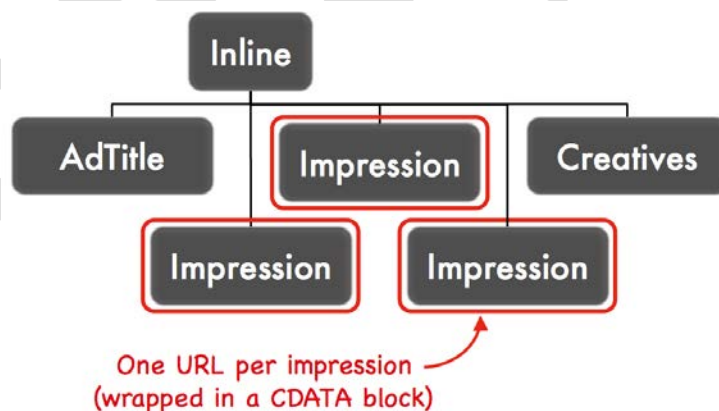 Inline
AdTitle
Impression
Creatives
Impression
Impression
One URL per impression
(wrapped in a CDATA block)